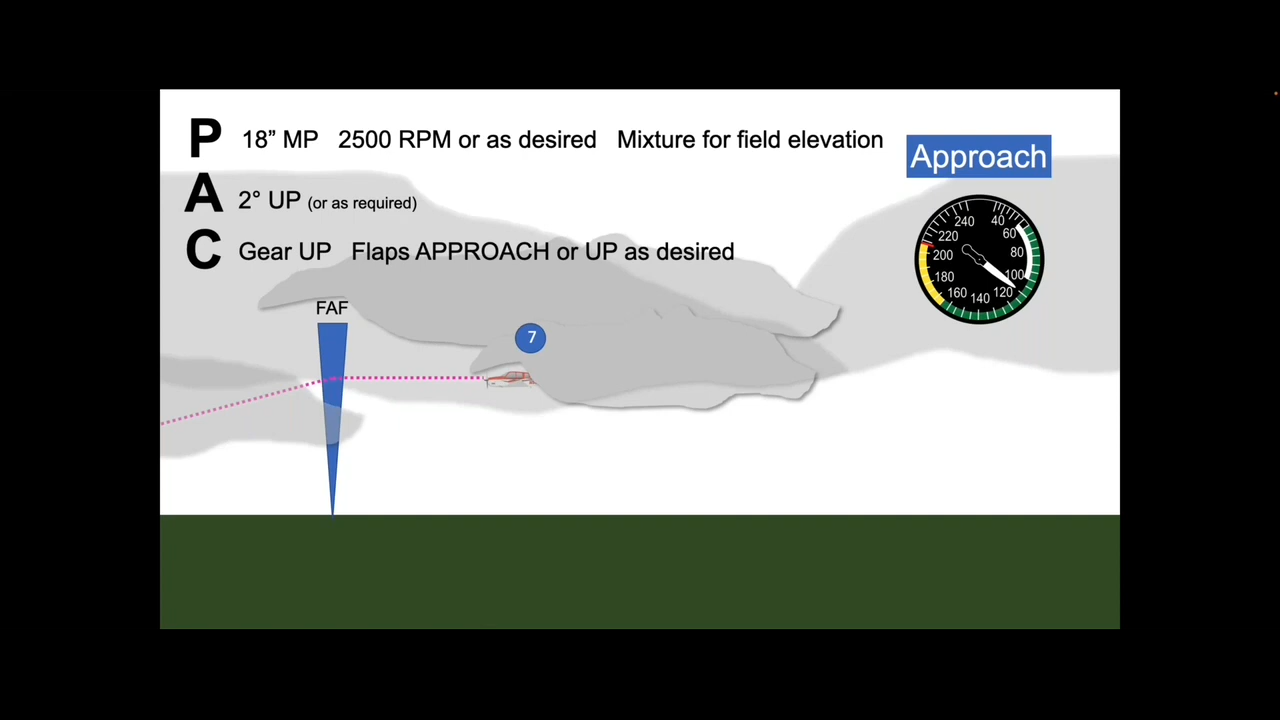 P 18” MP 2500 RPM or as desired Mixture for field elevation
Approach
A 2° UP (or as required)
C Gear UP Flaps APPROACH or UP as desired
240 40
220 60
200 80
180 100
160 140 120
FAF
7